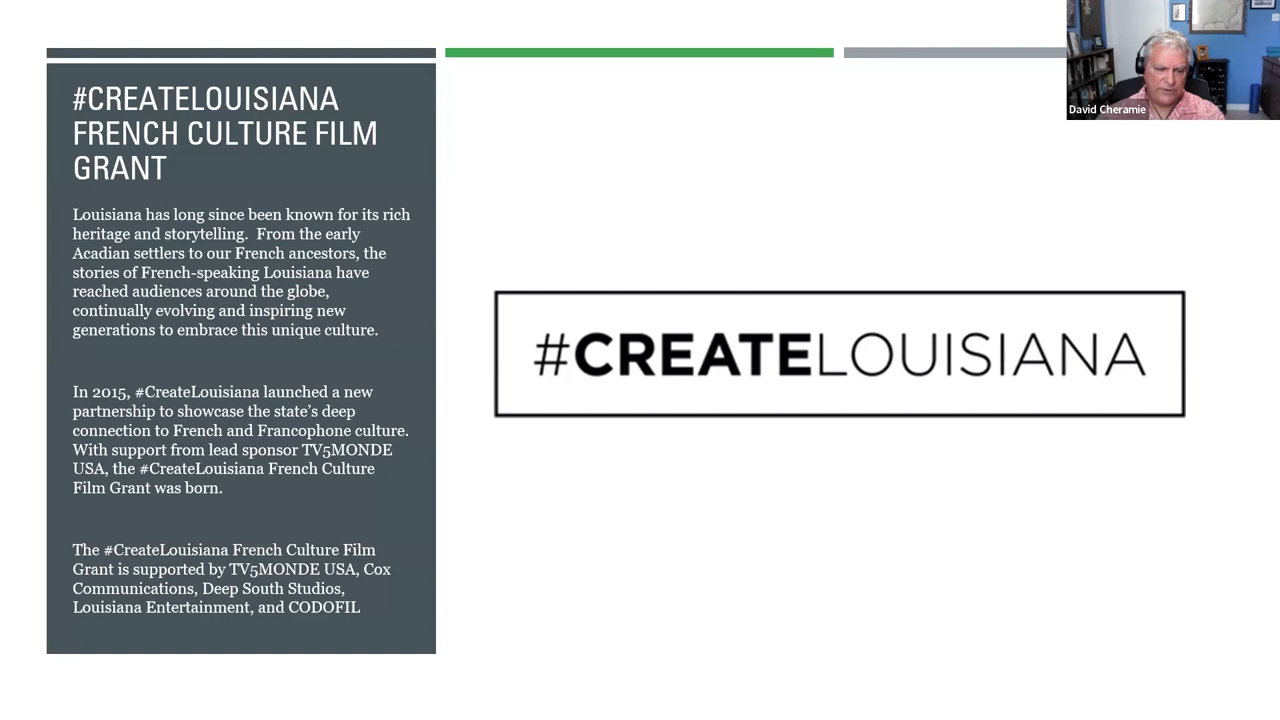 #CREATELOUISIANA
FRENCH CULTURE FILM
GRANT
Louisiana has long since been known for its rich
heritage and storytelling.  From the early
Acadian settlers to our French ancestors, the
stories of French-speaking Louisiana have
reached audiences around the globe,
continually evolving and inspiring new
generations to embrace this unique culture.
In 2015, #CreateLouisiana launched a new
partnership to showcase the state’s deep
connection to French and Francophone culture.
With support from lead sponsor TV5MONDE
USA, the #CreateLouisiana French Culture
Film Grant was born.
The #CreateLouisiana French Culture Film
Grant is supported by TV5MONDE USA, Cox
Communications, Deep South Studios,
Louisiana Entertainment, and CODOFIL
#CREATELOUISIANA
David Cheramie